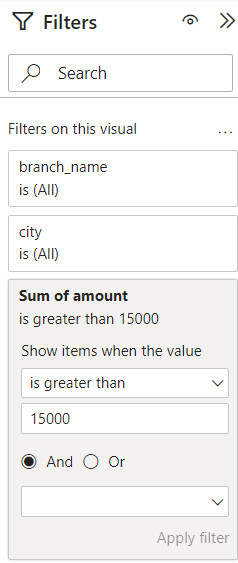 Filters
Search
Filters on this visual
...
branch_name
is (All)
city
is (All)
Sum of amount
is greater than 15000
Show items when the value
is greater than
15000
And Or
Apply filter